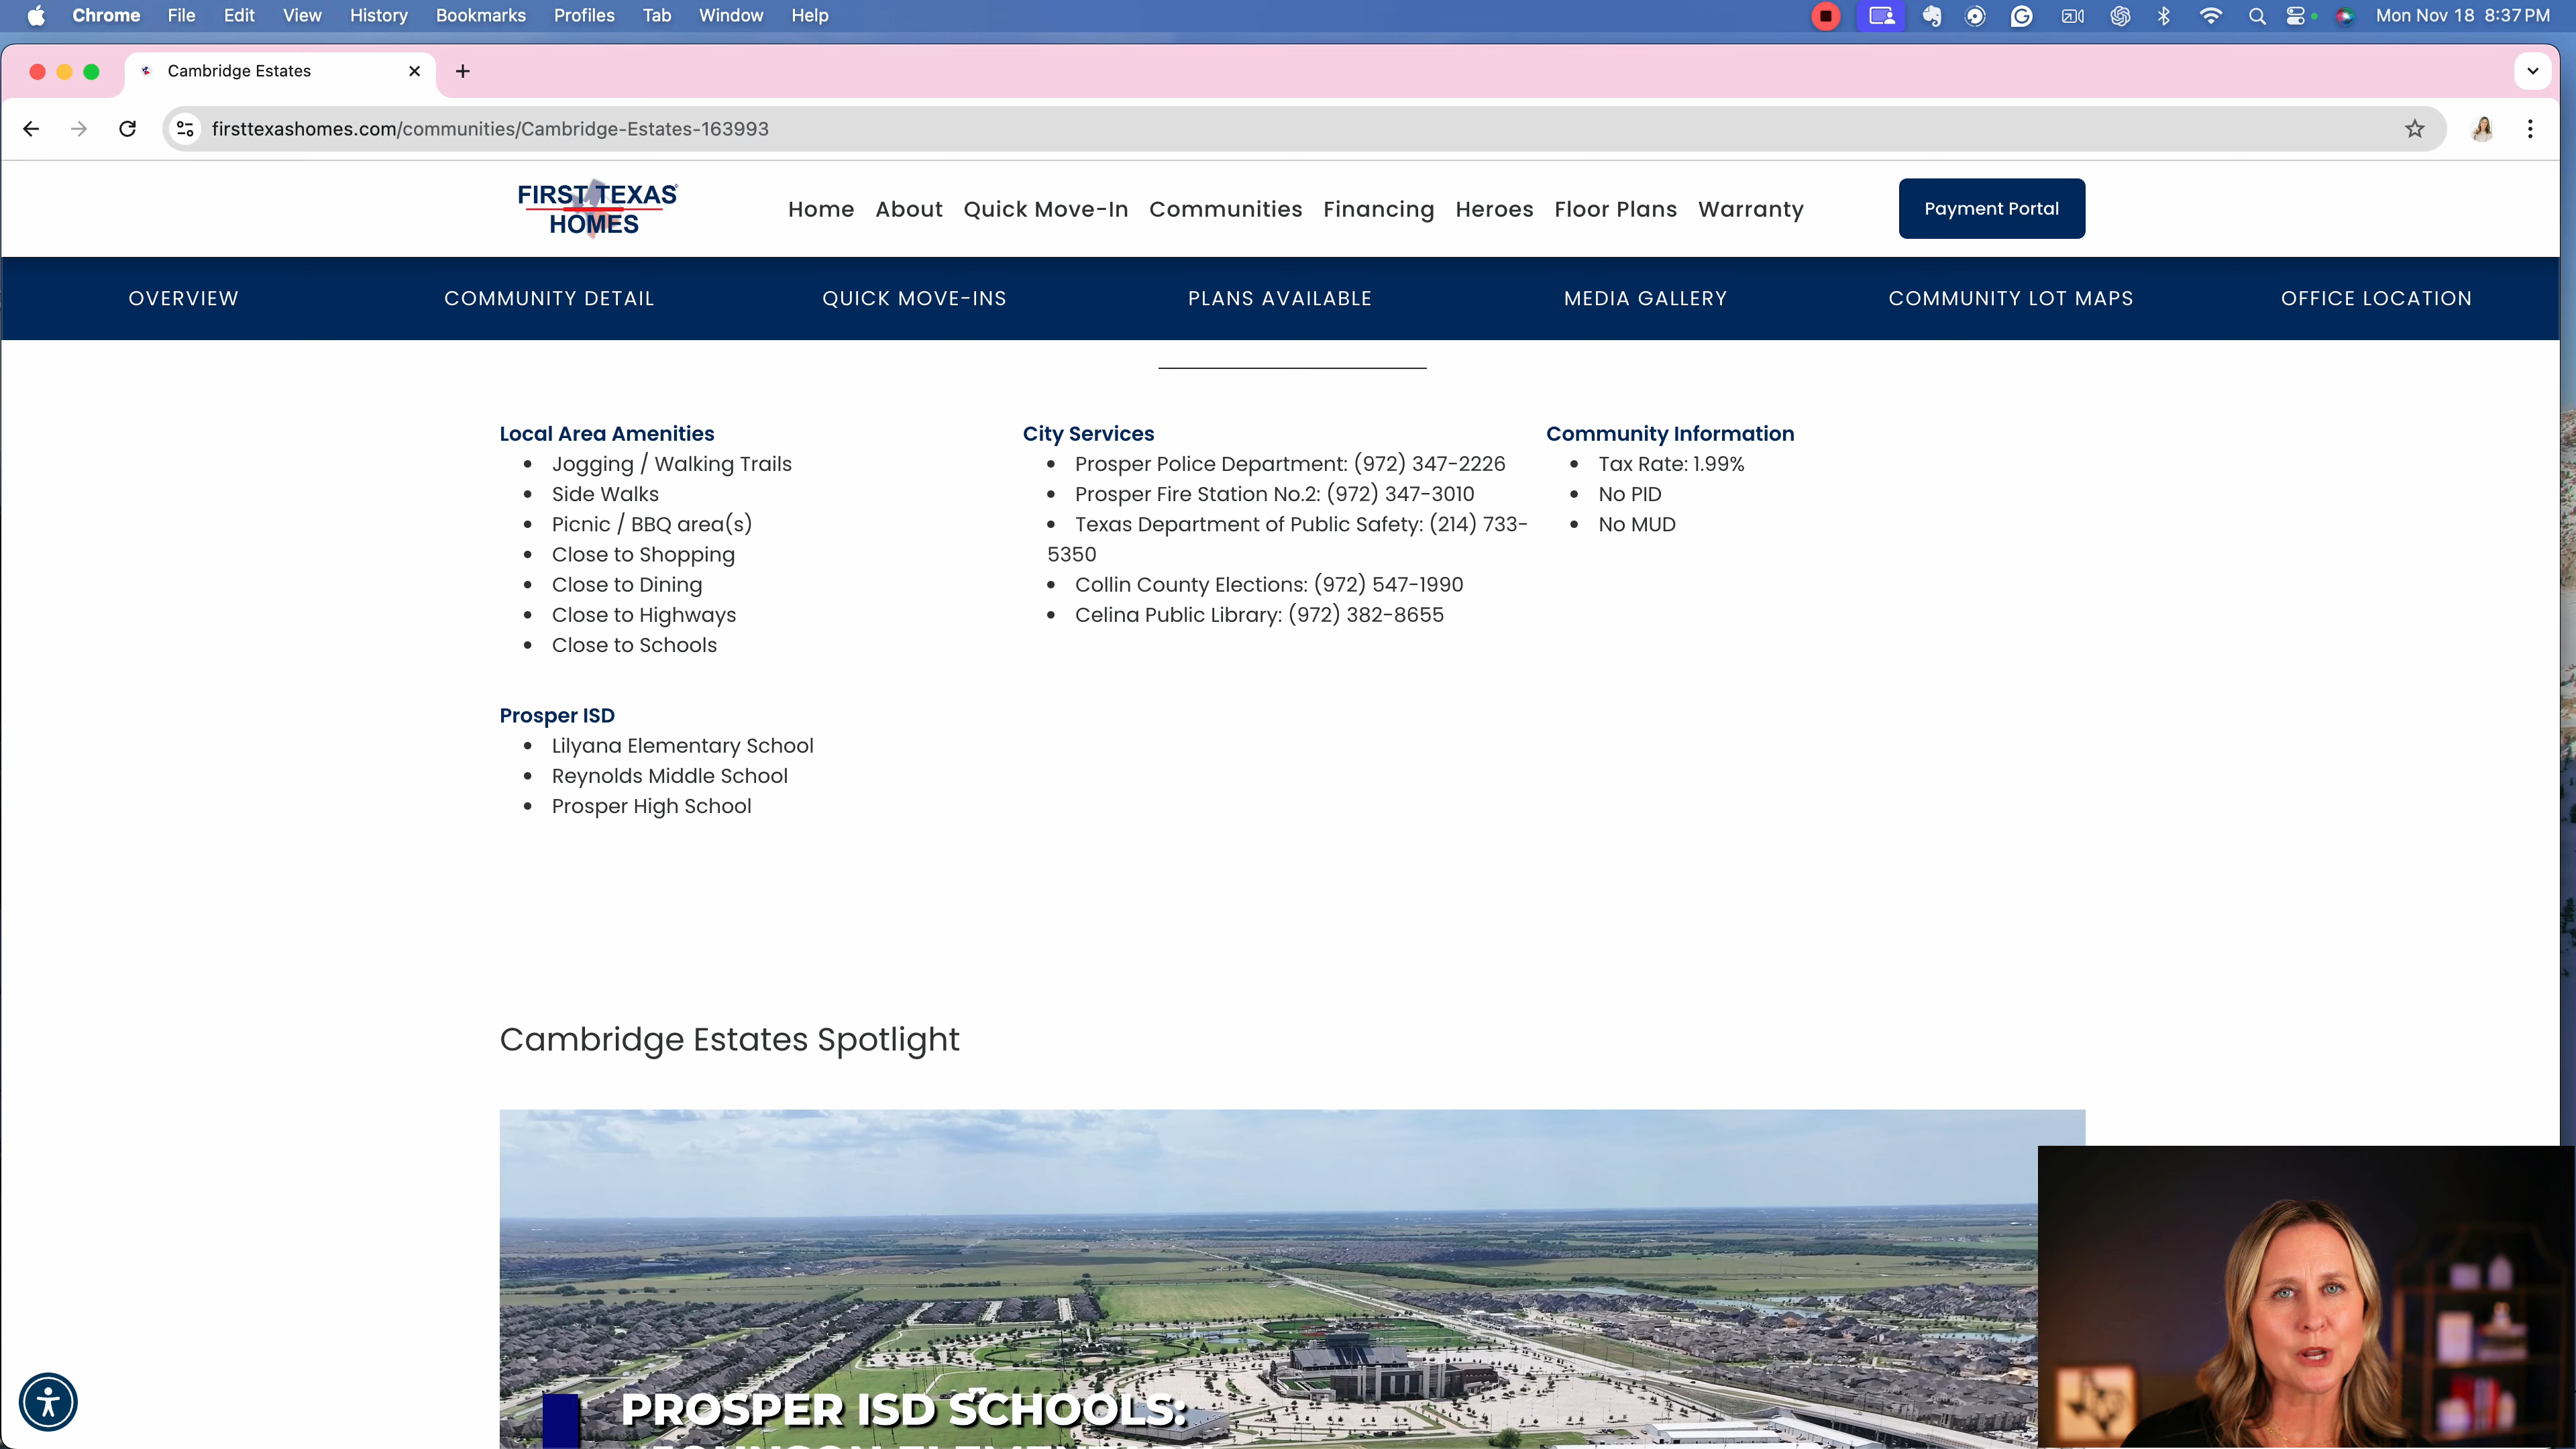 Chrome File Edit View History Bookmarks Profiles Tab Window Help Mon Nov 18 8:37 PM
Cambridge Estates
firsttexashomes.com/communities/Cambridge-Estates-163993
FIRST TEXAS
HOMES
Home About Quick Move-In Communities Financing Heroes Floor Plans Warranty Payment Portal
OVERVIEW COMMUNITY DETAIL QUICK MOVE-INS PLANS AVAILABLE MEDIA GALLERY COMMUNITY LOT MAPS OFFICE LOCATION
Local Area Amenities
Jogging / Walking Trails
Side Walks
Picnic / BBQ area(s)
Close to Shopping
Close to Dining
Close to Highways
Close to Schools
City Services
Prosper Police Department: (972) 347-2226
Prosper Fire Station No.2: (972) 347-3010
Texas Department of Public Safety: (214) 733-
5350
Collin County Elections: (972) 547-1990
Celina Public Library: (972) 382-8655
Community Information
Tax Rate: 1.99%
No PID
No MUD
Prosper ISD
Lilyana Elementary School
Reynolds Middle School
Prosper High School
Cambridge Estates Spotlight
PROSPER ISD SCHOOLS: